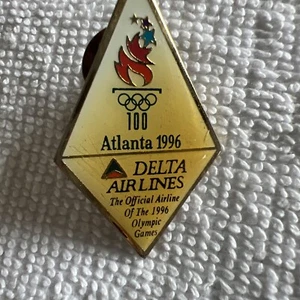 100
Atlanta 1996
DELTA
AIR LINES
The Official Airline
Of The 1996
Olympic
Games